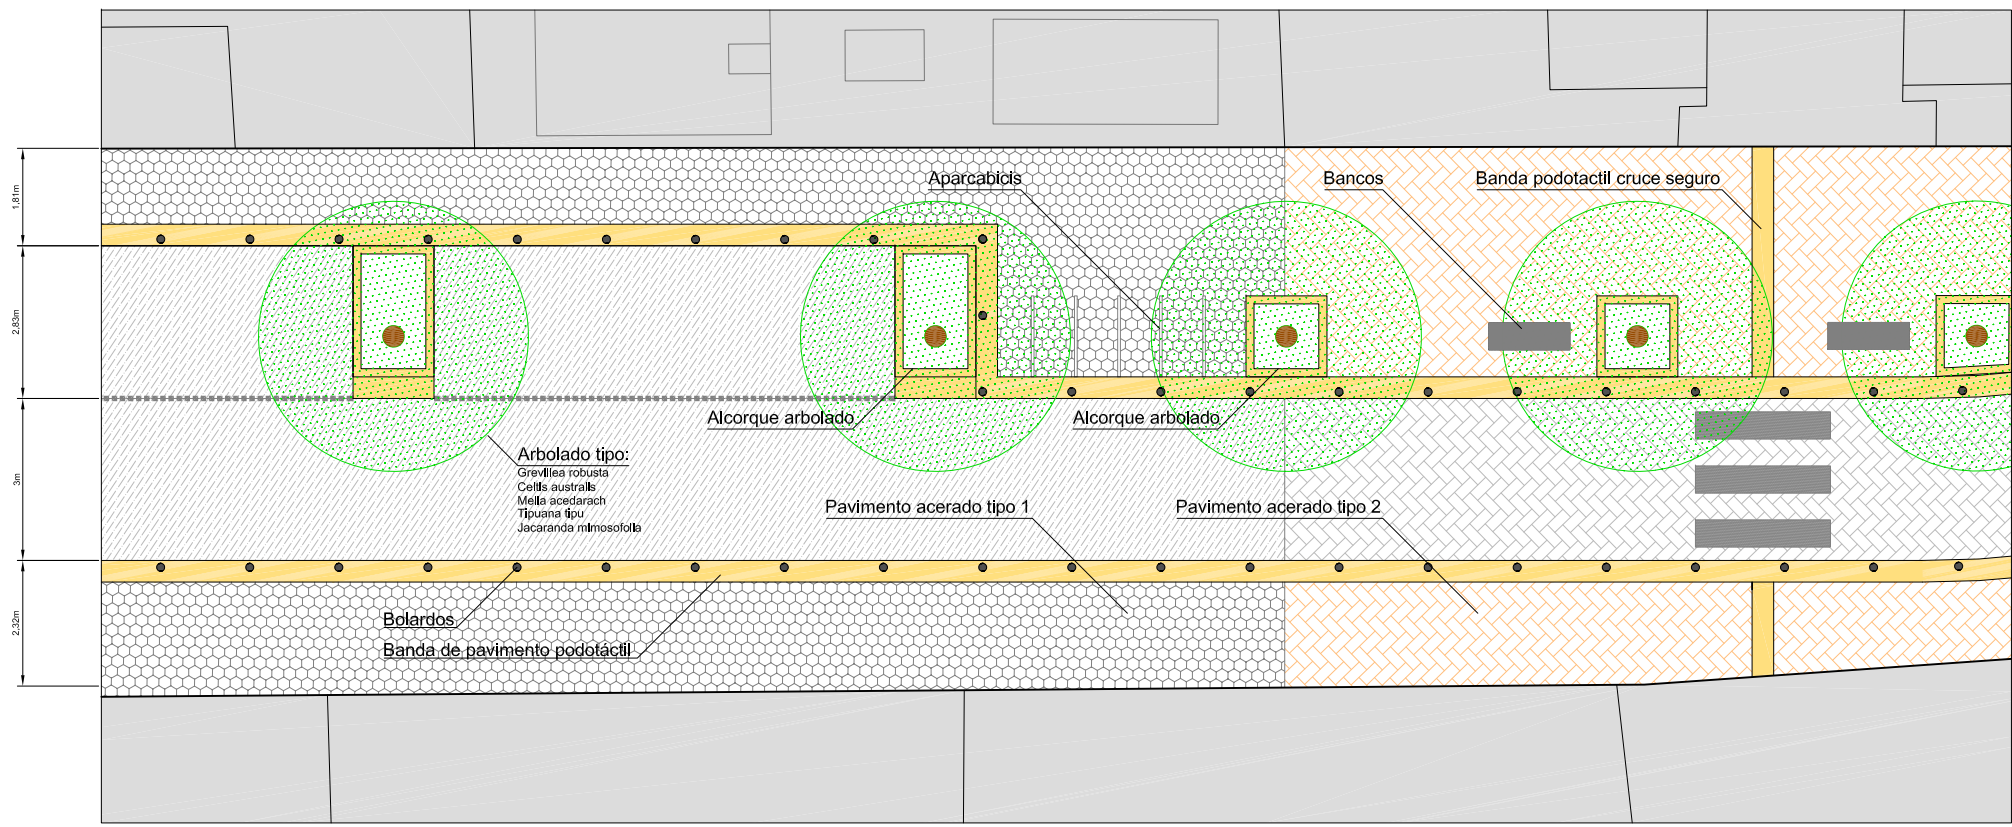 1,81m
Aparcabicis
Bancos
Banda podotactil cruce seguro
2,83m
Alcorque arbolado
Alcorque arbolado
Arbolado tipo:
Grevillea robusta
Celtis australis
Melia acedarach
Tipuana tipu
Jacaranda mimosofolla
3m
Pavimento acerado tipo 1
Pavimento acerado tipo 2
2,32m
Bolardos
Banda de pavimento podotáctil